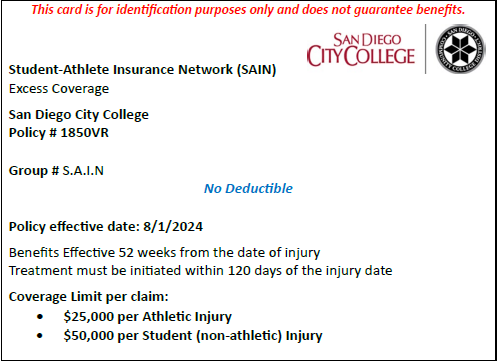 This card is for identification purposes only and does not guarantee benefits.
SAN DIEGO
CITY COLLEGE
Student-Athlete Insurance Network (SAIN)
Excess Coverage
San Diego City College
Policy # 1850VR
Group # S.A.I.N
No Deductible
Policy effective date: 8/1/2024
Benefits Effective 52 weeks from the date of injury
Treatment must be initiated within 120 days of the injury date
Coverage Limit per claim:
• $25,000 per Athletic Injury
• $50,000 per Student (non-athletic) Injury